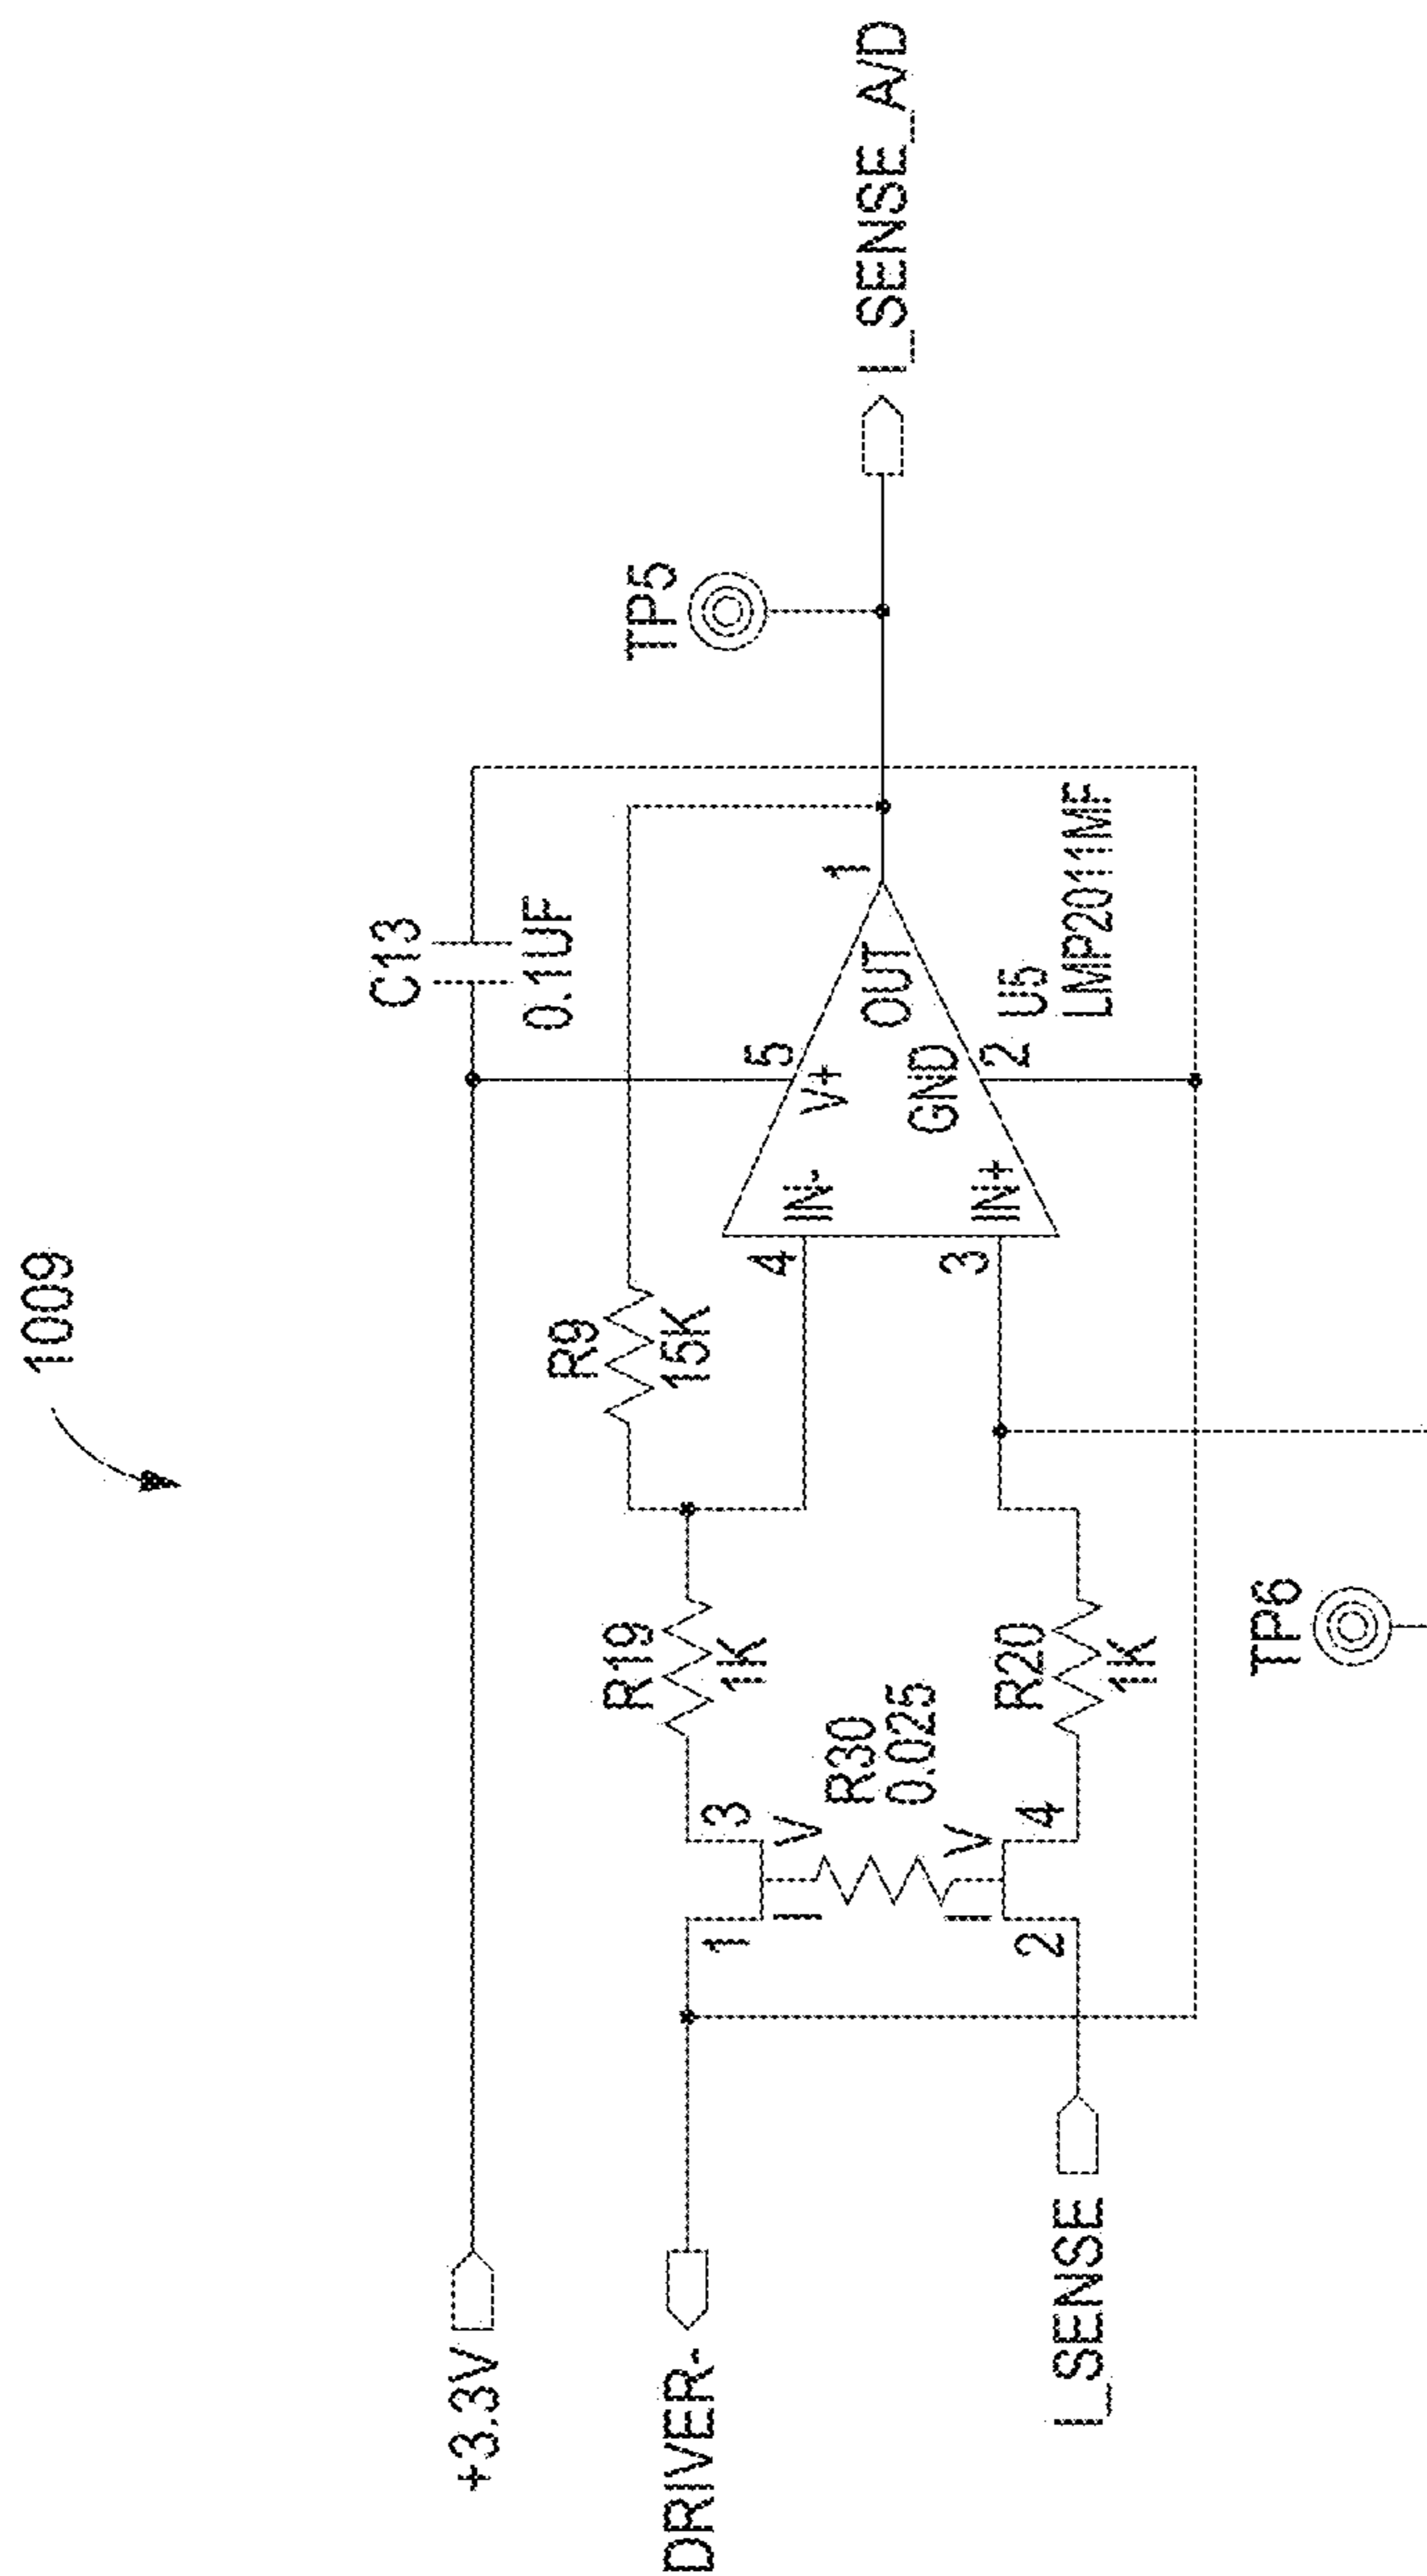 1009
+3.3V
C13
0.1UF
DRIVER-
I_SENSE
R19
1K
R9
15K
R30
0.025
1
3
I
V
I
V
2
4
R20
1K
4
IN-
3
IN+
5
V+
OUT
1
GND
2
U5
LMP2011MF
TP5
I_SENSE_A/D
TP6